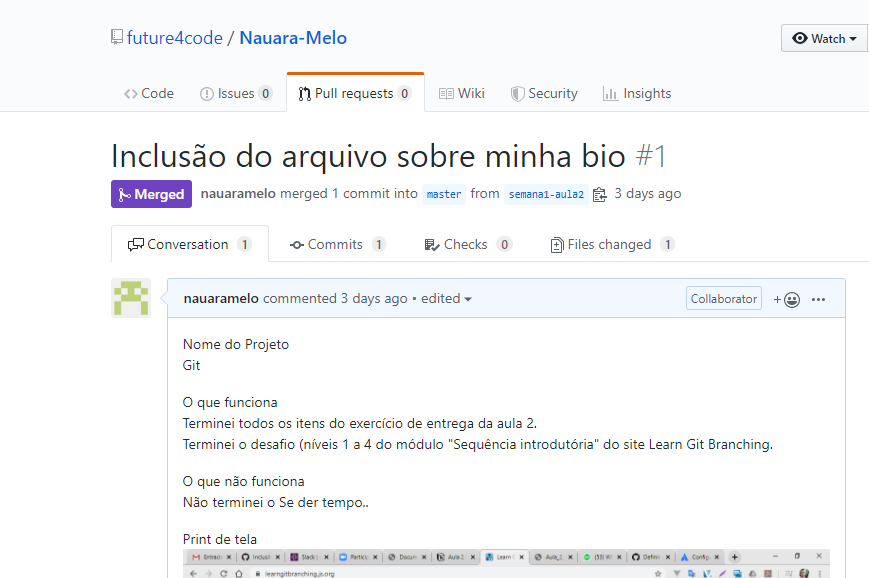 future4code / Nauara-Melo
Watch
Code Issues 0 Pull requests 0 Wiki Security Insights
Inclusão do arquivo sobre minha bio #1
Merged nauaramelo merged 1 commit into master from semana1-aula2 3 days ago
Conversation 1 Commits 1 Checks 0 Files changed 1
nauaramelo commented 3 days ago • edited Collaborator
Nome do Projeto
Git
O que funciona
Terminei todos os itens do exercício de entrega da aula 2.
Terminei o desafio (níveis 1 a 4 do módulo "Sequência introdutória" do site Learn Git Branching.
O que não funciona
Não terminei o Se der tempo..
Print de tela
learngitbranching.js.org